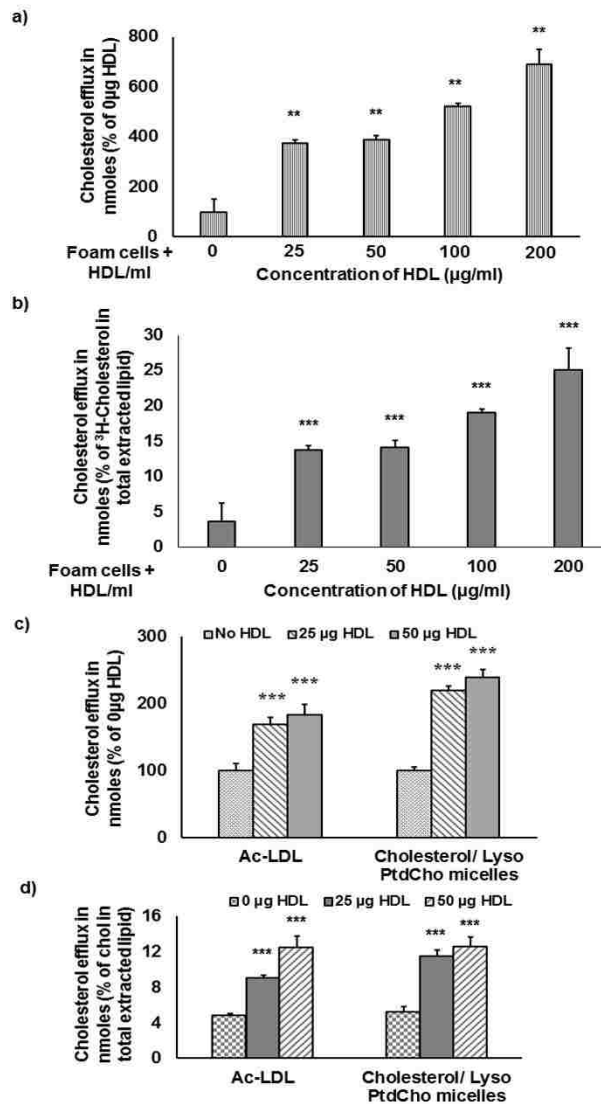 a)
Cholesterol efflux in
nmoles (% of 0µg HDL)
800
600
400
200
0
**
**
**
**
Foam cells +
HDL/ml
0 25 50 100 200
Concentration of HDL (µg/ml)
b)
Cholesterol efflux in
nmoles (% of ³H-Cholesterol in
total extracted lipid)
30
25
20
15
10
5
0
***
***
***
***
Foam cells +
HDL/ml
0 25 50 100 200
Concentration of HDL (µg/ml)
c)
No HDL 25 µg HDL 50 µg HDL
Cholesterol efflux in
nmoles (% of 0µg HDL)
300
200
100
0
*** ***
*** ***
Ac-LDL
Cholesterol/ Lyso
PtdCho micelles
d)
0 µg HDL 25 µg HDL 50 µg HDL
Cholesterol efflux in
nmoles (% of chol in
total extracted lipid)
16
12
8
4
0
*** ***
*** ***
Ac-LDL
Cholesterol/ Lyso
PtdCho micelles